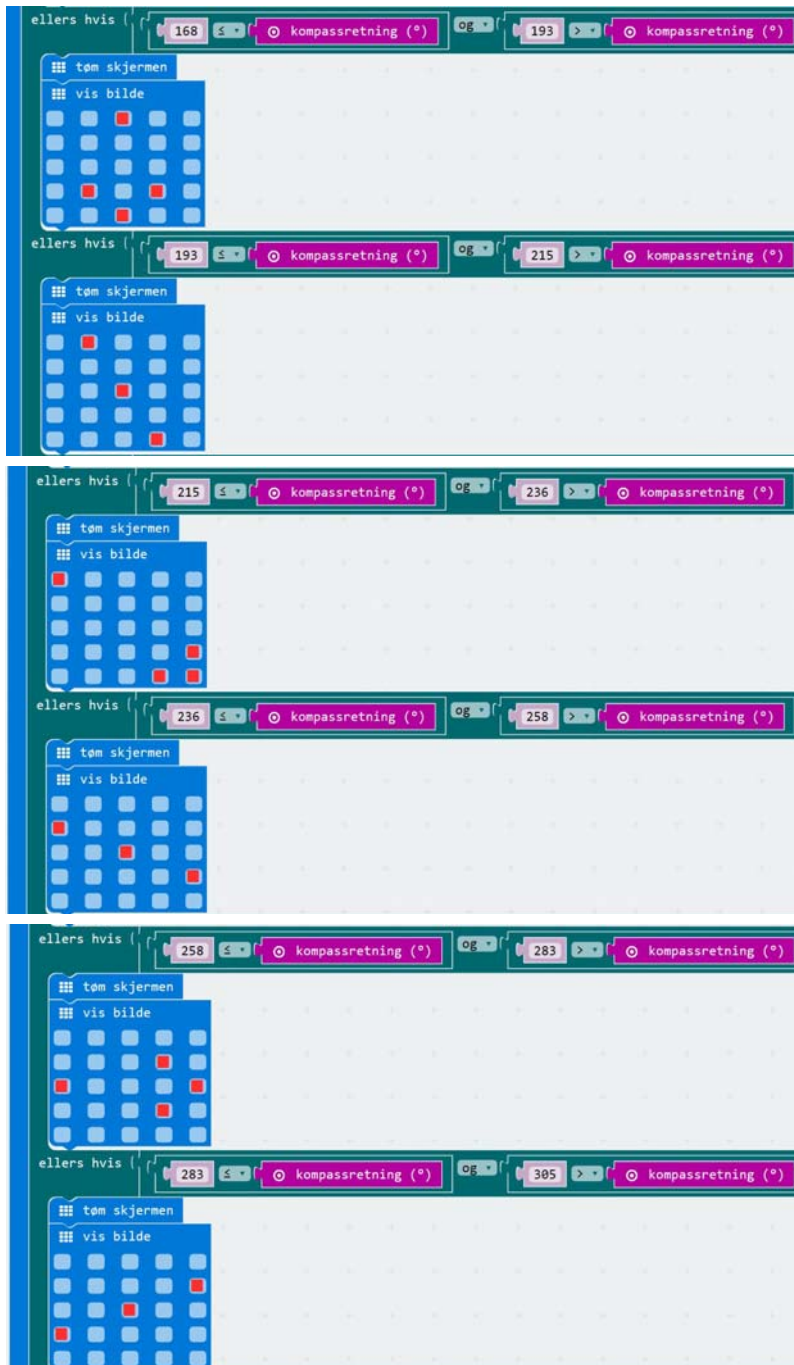 ellers hvis 168 ≤ kompassretning (°) og 193 > kompassretning (°)
tøm skjermen
vis bilde
ellers hvis 193 ≤ kompassretning (°) og 215 > kompassretning (°)
tøm skjermen
vis bilde
ellers hvis 215 ≤ kompassretning (°) og 236 > kompassretning (°)
tøm skjermen
vis bilde
ellers hvis 236 ≤ kompassretning (°) og 258 > kompassretning (°)
tøm skjermen
vis bilde
ellers hvis 258 ≤ kompassretning (°) og 283 > kompassretning (°)
tøm skjermen
vis bilde
ellers hvis 283 ≤ kompassretning (°) og 305 > kompassretning (°)
tøm skjermen
vis bilde